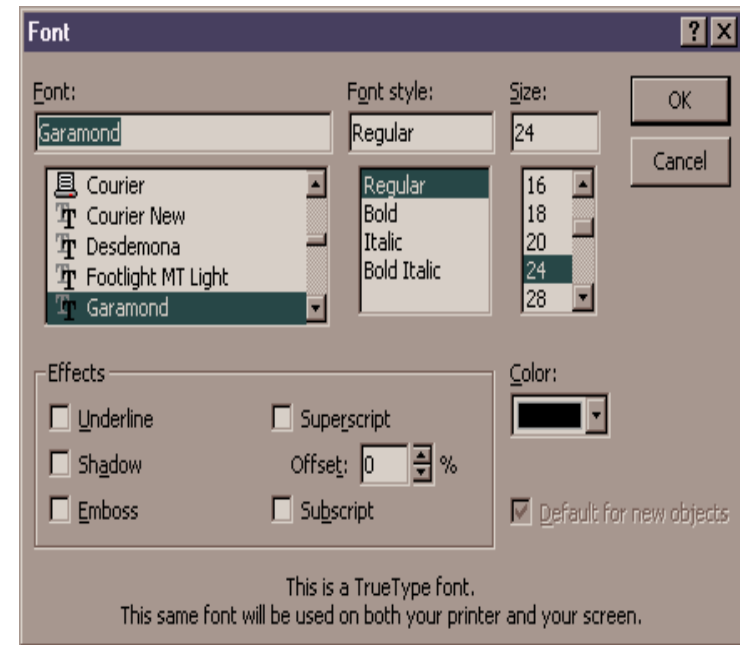 Font
Font:
Font style:
Size:
Garamond
Regular
24
OK
Cancel
Courier
Courier New
Desdemona
Footlight MT Light
Garamond
Regular
Bold
Italic
Bold Italic
16
18
20
24
28
Effects
Underline
Superscript
Shadow
Offset: 0 %
Emboss
Subscript
Color:
Default for new objects
This is a TrueType font.
This same font will be used on both your printer and your screen.